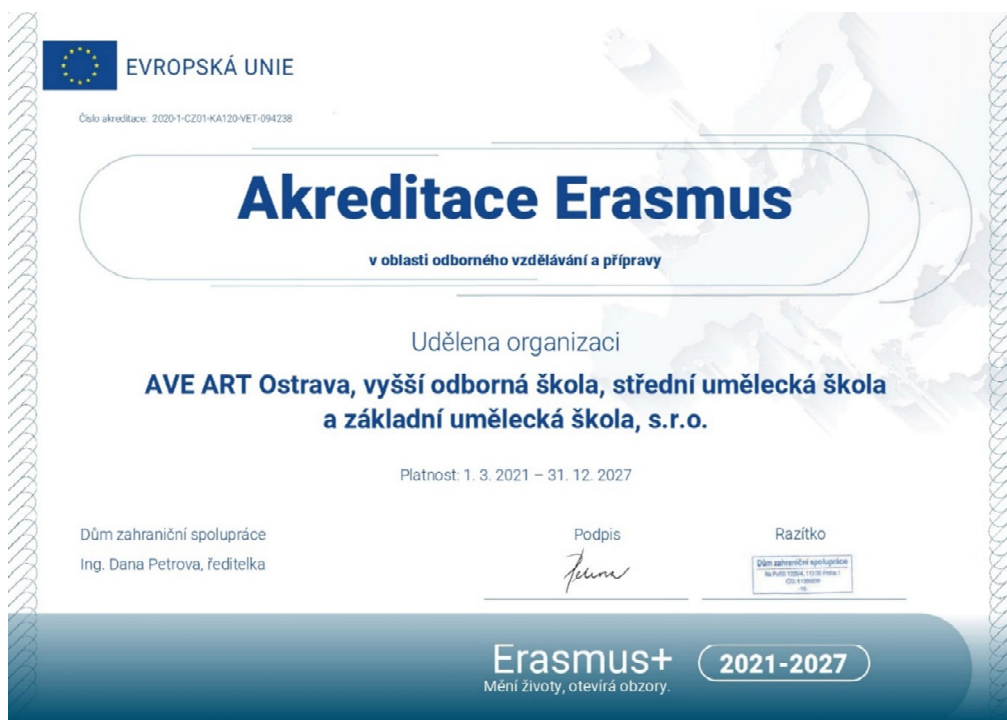 EVROPSKÁ UNIE
Číslo akreditace: 2020-1-CZ01-KA120-VET-094238
Akreditace Erasmus
v oblasti odborného vzdělávání a přípravy
Udělena organizaci
AVE ART Ostrava, vyšší odborná škola, střední umělecká škola
a základní umělecká škola, s.r.o.
Platnost: 1. 3. 2021 – 31. 12. 2027
Dům zahraniční spolupráce
Ing. Dana Petrova, ředitelka
Podpis
Razítko
Dům zahraniční spolupráce
Erasmus+
Mění životy, otevírá obzory.
2021-2027